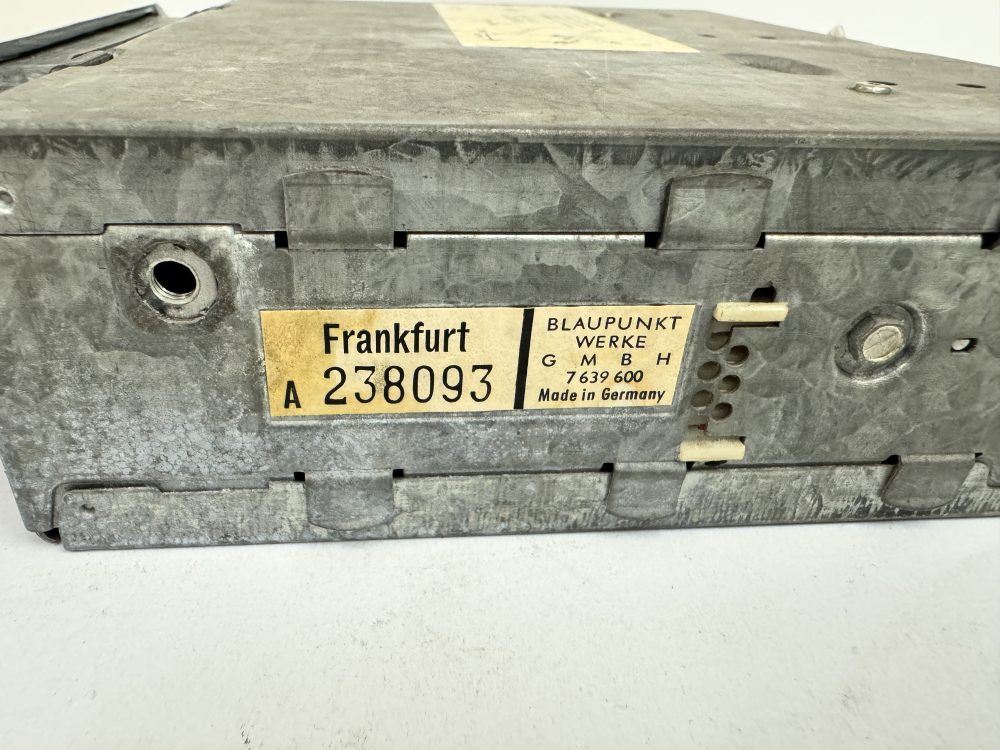 Frankfurt
A 238093
BLAUPUNKT
WERKE
G M B H
7 639 600
Made in Germany